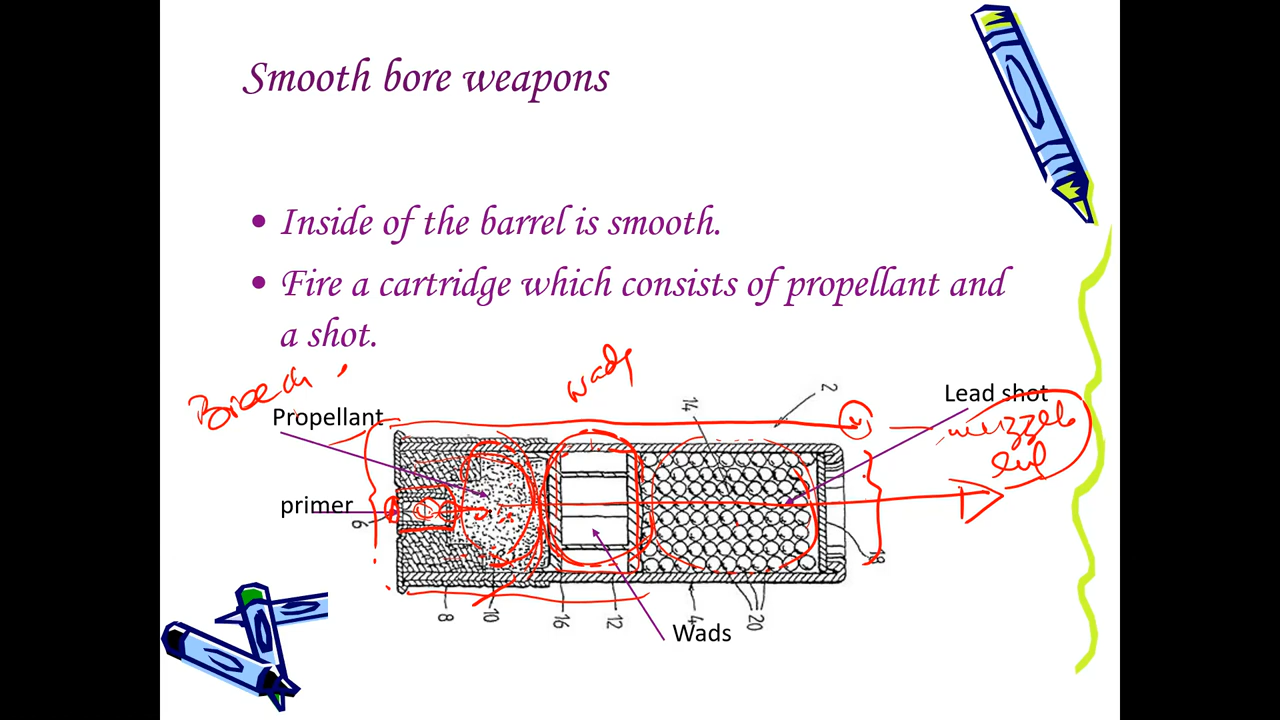 Smooth bore weapons
• Inside of the barrel is smooth.
• Fire a cartridge which consists of propellant and
a shot.
Breech
wads
Propellant
Lead shot
muzzle
end
primer
Wads
2
14
6
8
10
16
12
4
20
18